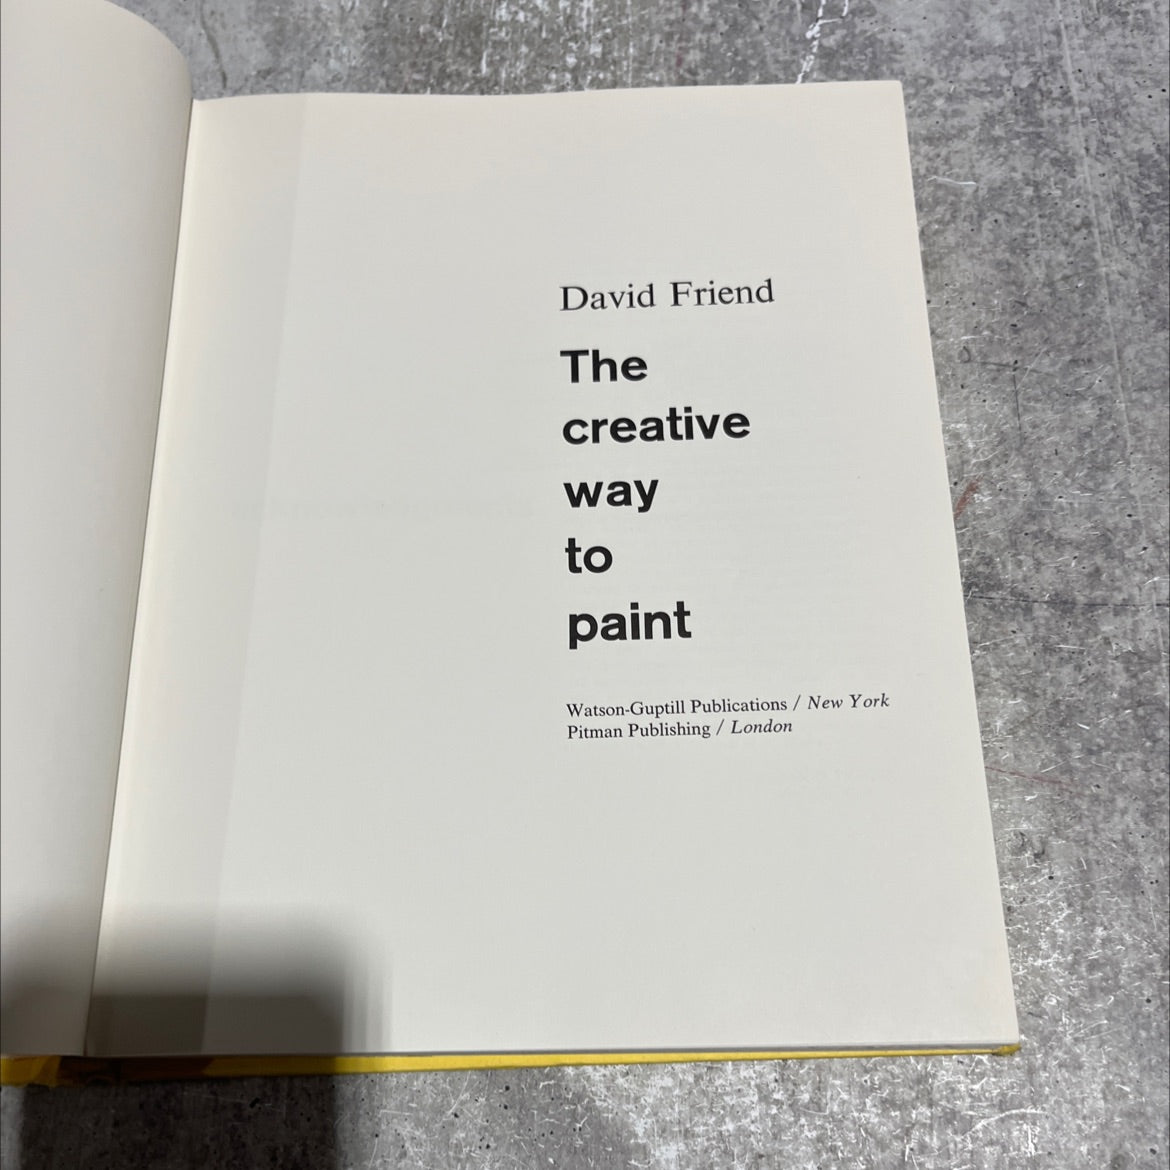 David Friend
The
creative
way
to
paint
Watson-Guptill Publications / New York
Pitman Publishing / London